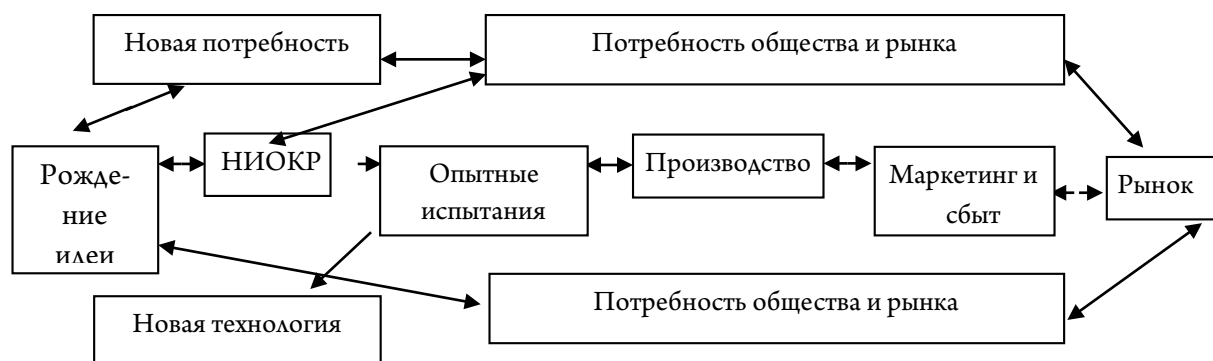 Новая потребность
Потребность общества и рынка
Рожде-
ние
идеи
НИОКР
Опытные
испытания
Производство
Маркетинг и
сбыт
Рынок
Новая технология
Потребность общества и рынка